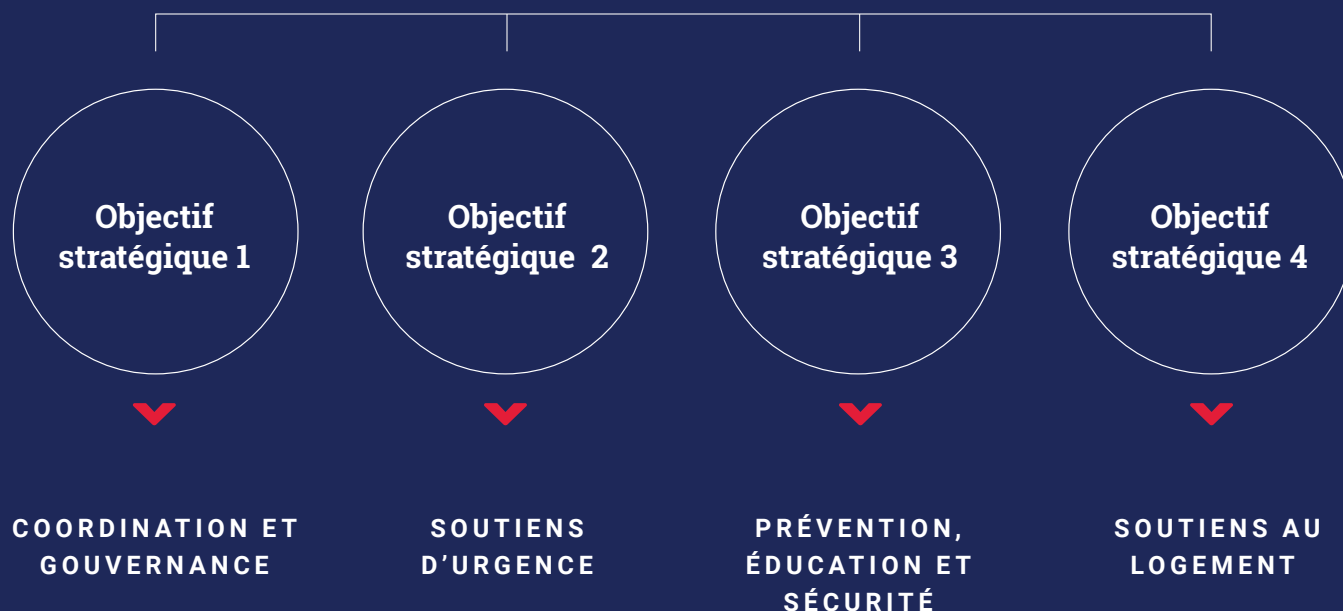 Objectif
stratégique 1
Objectif
stratégique 2
Objectif
stratégique 3
Objectif
stratégique 4
COORDINATION ET
GOUVERNANCE
SOUTIENS
D’URGENCE
PRÉVENTION,
ÉDUCATION ET
SÉCURITÉ
SOUTIENS AU
LOGEMENT